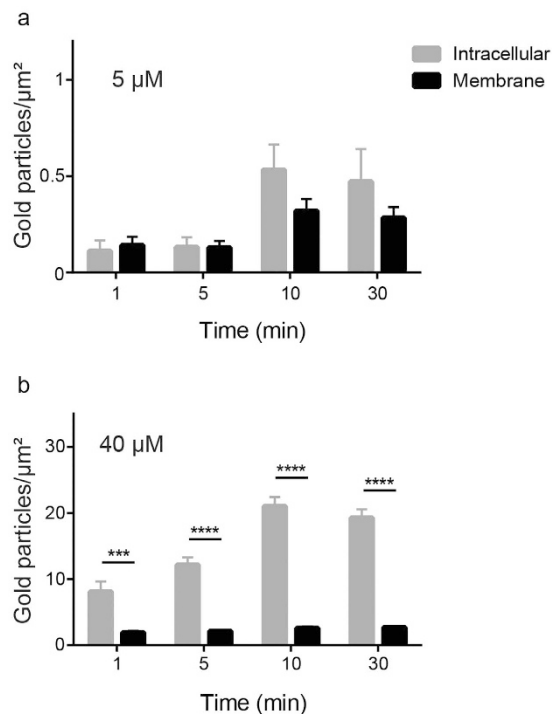 a
Intracellular
Membrane
5 µM
Gold particles/µm²
1
0.5
0
1 5 10 30
Time (min)
b
40 µM
Gold particles/µm²
30
20
10
0
*** **** **** ****
1 5 10 30
Time (min)